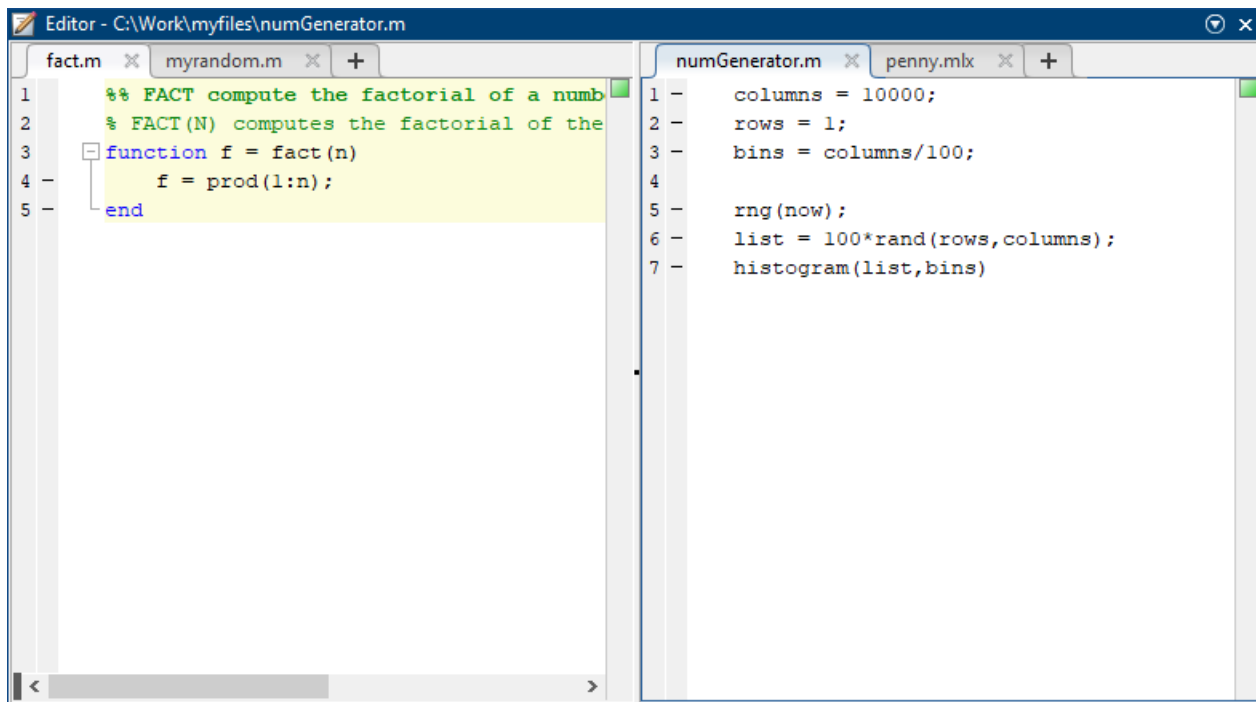 Editor - C:\Work\myfiles\numGenerator.m
fact.m myrandom.m +
1 %% FACT compute the factorial of a numb
2 % FACT(N) computes the factorial of the
3 function f = fact(n)
4 - f = prod(1:n);
5 - end
numGenerator.m penny.mlx +
1 - columns = 10000;
2 - rows = 1;
3 - bins = columns/100;
4
5 - rng(now);
6 - list = 100*rand(rows,columns);
7 - histogram(list,bins)